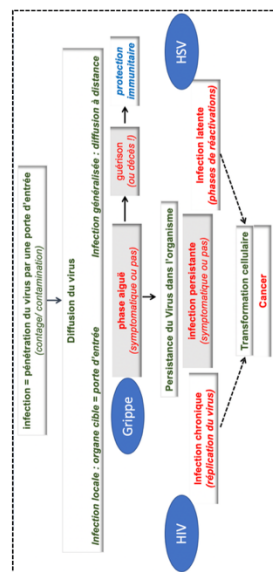 infection = pénétration du virus par une porte d'entrée
(contage/ contamination)
Diffusion du virus
Infection locale : organe cible = porte d'entrée
Infection généralisée : diffusion à distance
Grippe
phase aiguë
(symptomatique ou pas)
guérison
(ou décès !)
protection
immunitaire
Persistance du Virus dans l'organisme
infection persistante
(symptomatique ou pas)
HIV
Infection chronique
(réplication du virus)
Infection latente
(phases de réactivations)
HSV
Transformation cellulaire
Cancer